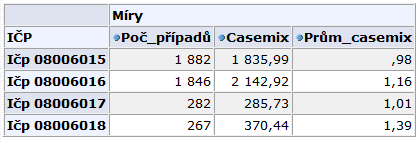 Míry
IČP Poč_případů Casemix Prům_casemix
Ičp 08006015 1 882 1 835,99 ,98
Ičp 08006016 1 846 2 142,92 1,16
Ičp 08006017 282 285,73 1,01
Ičp 08006018 267 370,44 1,39